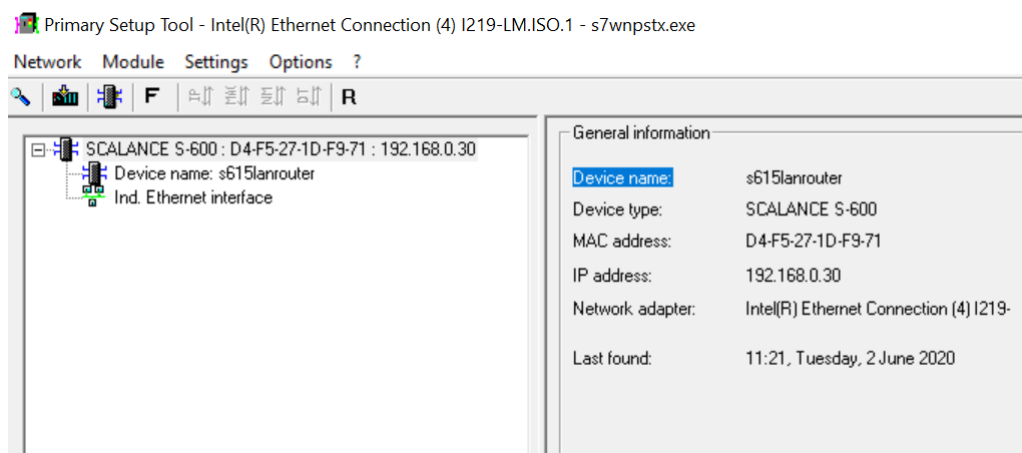 Primary Setup Tool - Intel(R) Ethernet Connection (4) I219-LM.ISO.1 - s7wnpstx.exe
Network Module Settings Options ?
F R
SCALANCE S-600 : D4-F5-27-1D-F9-71 : 192.168.0.30
Device name: s615lanrouter
Ind. Ethernet interface
General information
Device name: s615lanrouter
Device type: SCALANCE S-600
MAC address: D4-F5-27-1D-F9-71
IP address: 192.168.0.30
Network adapter: Intel(R) Ethernet Connection (4) I219-
Last found: 11:21, Tuesday, 2 June 2020